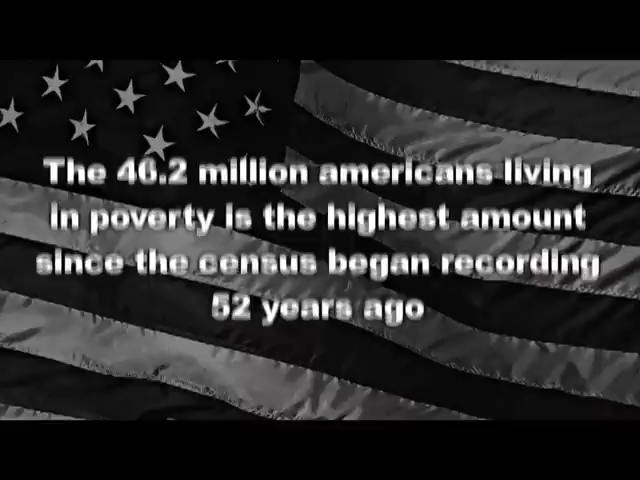 The 46.2 million americans living
in poverty is the highest amount
since the census began recording
52 years ago